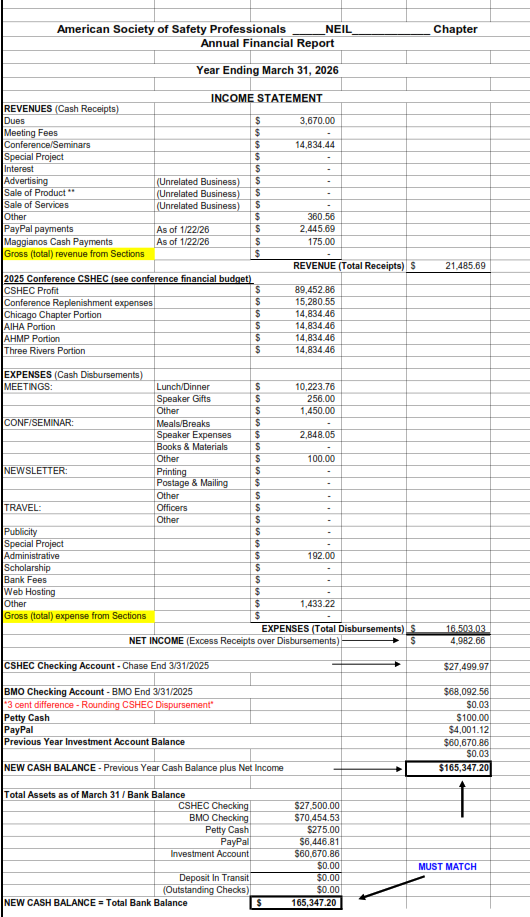 American Society of Safety Professionals _____NEIL____________ Chapter
Annual Financial Report
Year Ending March 31, 2026
INCOME STATEMENT
REVENUES (Cash Receipts)
Dues $ 3,670.00
Meeting Fees $ -
Conference/Seminars $ 14,834.44
Special Project $ -
Interest $ -
Advertising (Unrelated Business) $ -
Sale of Product ** (Unrelated Business) $ -
Sale of Services (Unrelated Business) $ -
Other $ 360.56
PayPal payments As of 1/22/26 $ 2,445.69
Maggianos Cash Payments As of 1/22/26 $ 175.00
Gross (total) revenue from Sections $ -
REVENUE (Total Receipts) $ 21,485.69
2025 Conference CSHEC (see conference financial budget)
CSHEC Profit $ 89,452.86
Conference Replenishment expenses $ 15,280.55
Chicago Chapter Portion $ 14,834.46
AIHA Portion $ 14,834.46
AHMP Portion $ 14,834.46
Three Rivers Portion $ 14,834.46
EXPENSES (Cash Disbursements)
MEETINGS: Lunch/Dinner $ 10,223.76
Speaker Gifts $ 256.00
Other $ 1,450.00
CONF/SEMINAR: Meals/Breaks $ -
Speaker Expenses $ 2,848.05
Books & Materials $ -
Other $ 100.00
NEWSLETTER: Printing $ -
Postage & Mailing $ -
Other $ -
TRAVEL: Officers $ -
Other $ -
Publicity $ -
Special Project $ -
Administrative $ 192.00
Scholarship $ -
Bank Fees $ -
Web Hosting $ -
Other $ 1,433.22
Gross (total) expense from Sections $ -
EXPENSES (Total Disbursements) $ 16,503.03
NET INCOME (Excess Receipts over Disbursements) $ 4,982.66
CSHEC Checking Account - Chase End 3/31/2025 $27,499.97
BMO Checking Account - BMO End 3/31/2025 $68,092.56
*3 cent difference - Rounding CSHEC Dispursement* $0.03
Petty Cash $100.00
PayPal $4,001.12
Previous Year Investment Account Balance $60,670.86
$0.03
NEW CASH BALANCE - Previous Year Cash Balance plus Net Income $165,347.20
Total Assets as of March 31 / Bank Balance
CSHEC Checking $27,500.00
BMO Checking $70,454.53
Petty Cash $275.00
PayPal $6,446.81
Investment Account $60,670.86
$0.00
MUST MATCH
Deposit In Transit $0.00
(Outstanding Checks) $0.00
NEW CASH BALANCE = Total Bank Balance $ 165,347.20